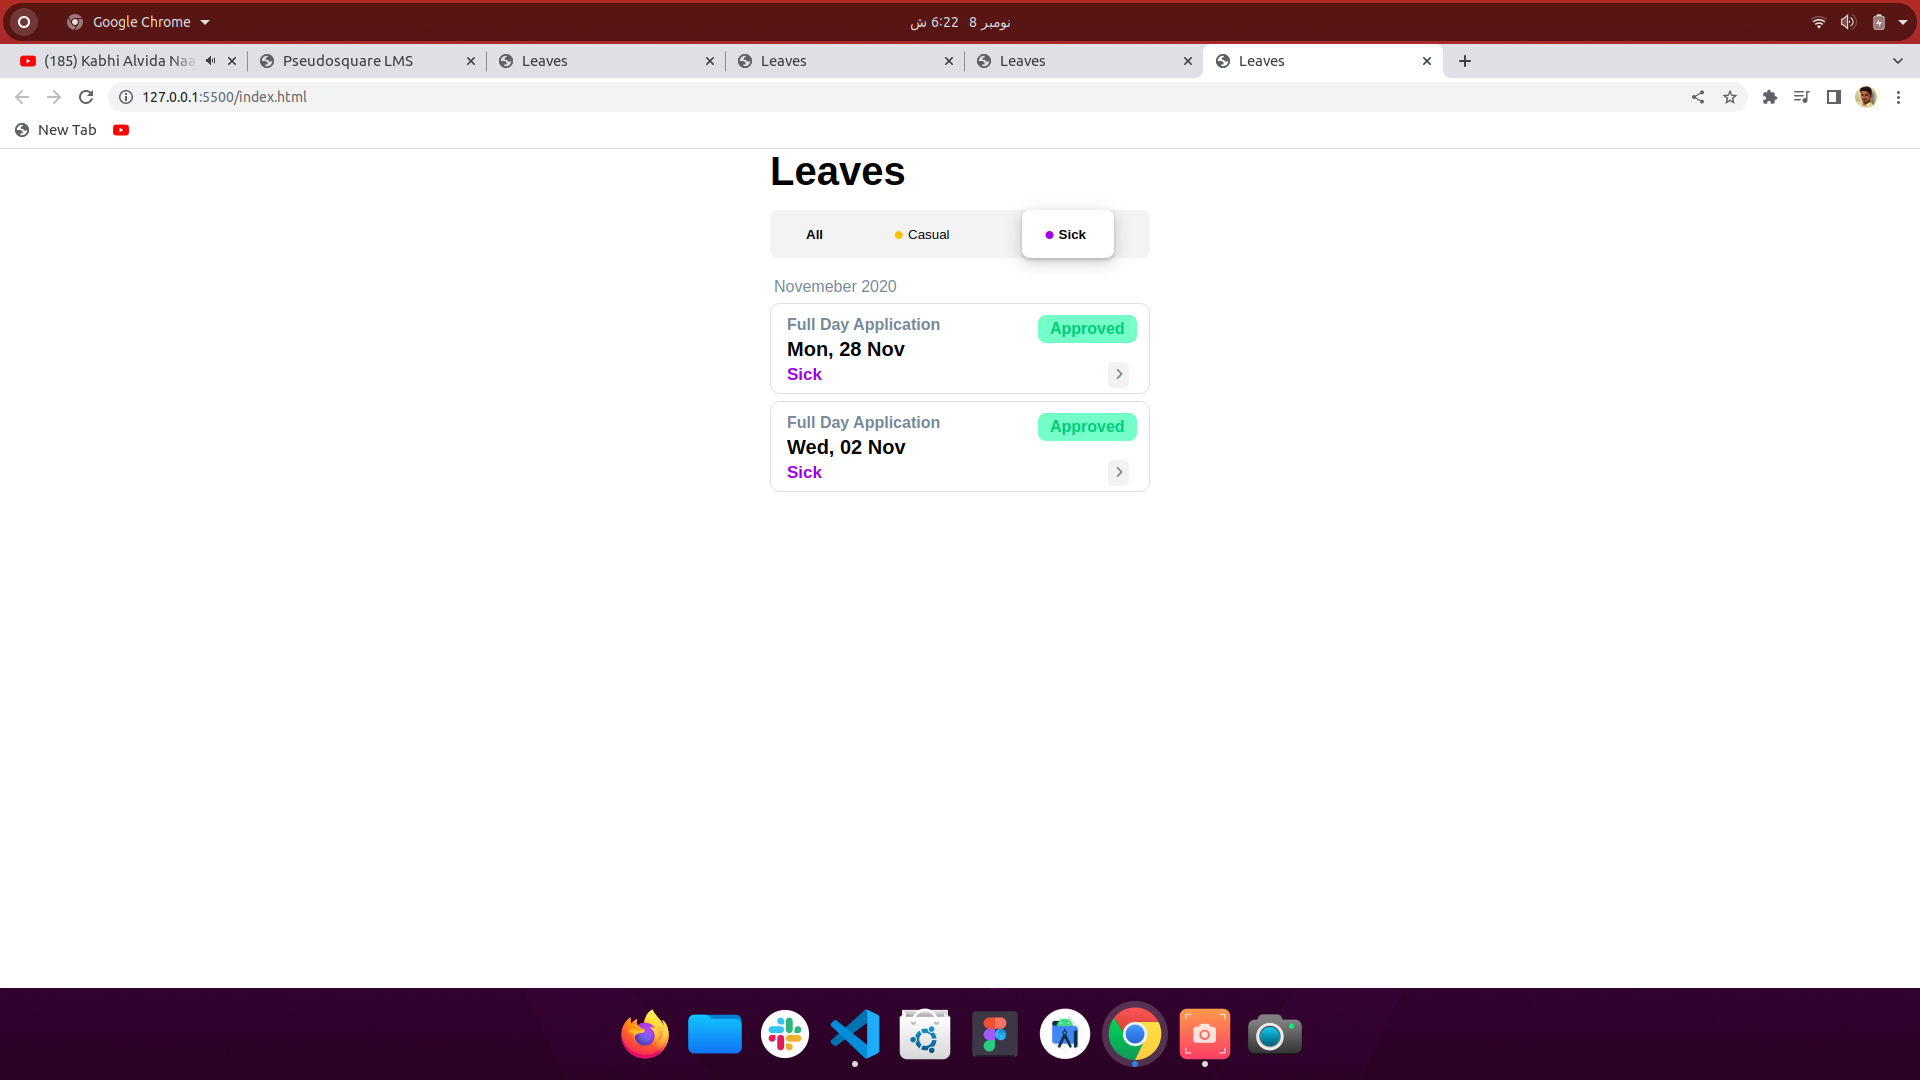 Google Chrome
نومبر 8  6:22 ش
(185) Kabhi Alvida Naa
Pseudosquare LMS
Leaves
Leaves
Leaves
Leaves
127.0.0.1:5500/index.html
New Tab
Leaves
All
Casual
Sick
Novemeber 2020
Full Day Application
Approved
Mon, 28 Nov
Sick
Full Day Application
Approved
Wed, 02 Nov
Sick